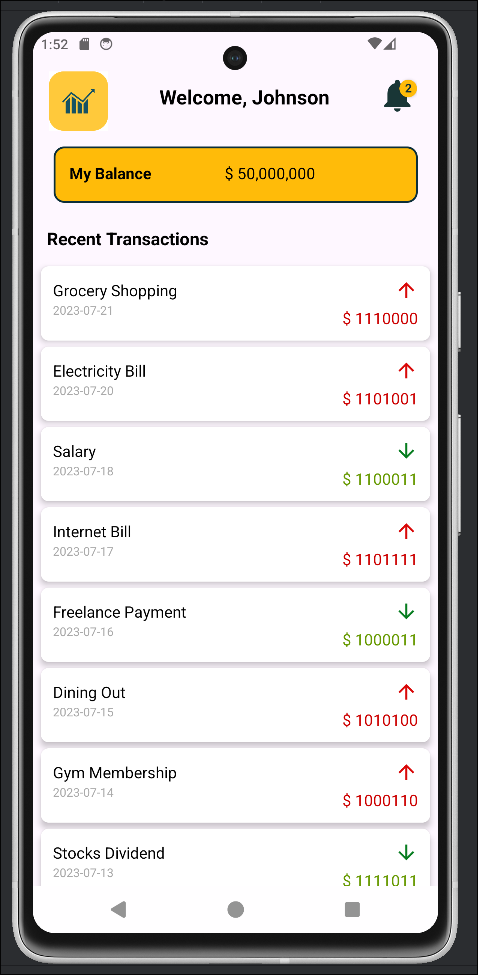 1:52
Welcome, Johnson
2
My Balance $ 50,000,000
Recent Transactions
Grocery Shopping
2023-07-21
$ 1110000
Electricity Bill
2023-07-20
$ 1101001
Salary
2023-07-18
$ 1100011
Internet Bill
2023-07-17
$ 1101111
Freelance Payment
2023-07-16
$ 1000011
Dining Out
2023-07-15
$ 1010100
Gym Membership
2023-07-14
$ 1000110
Stocks Dividend
2023-07-13
$ 1111011